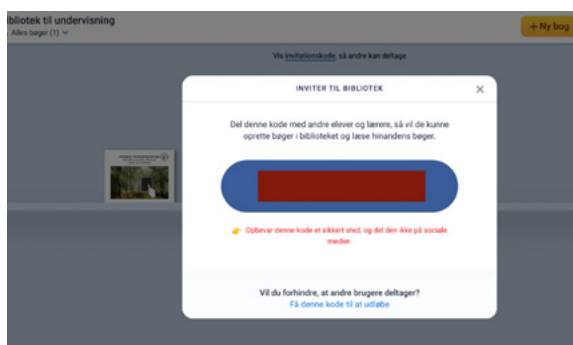 bliotek til undervisning
Alles bøger (1)
+ Ny bog
Vis invitationskode, så andre kan deltage
INVITER TIL BIBLIOTEK
Del denne kode med andre elever og lærere, så vil de kunne
oprette bøger i biblioteket og læse hinandens bøger.
Opbevar denne kode et sikkert sted, og del den ikke på sociale
medier.
Vil du forhindre, at andre brugere deltager?
Få denne kode til at udløbe